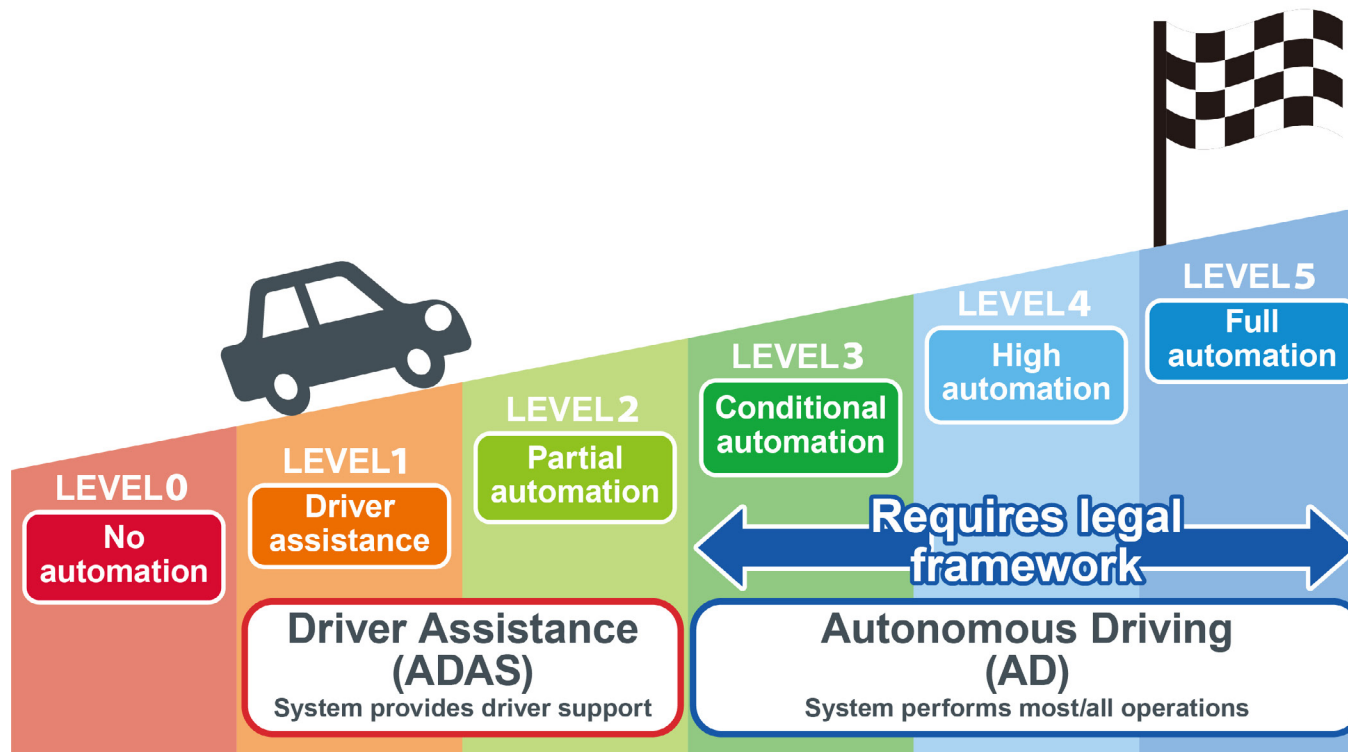 LEVEL0
No
automation
LEVEL1
Driver
assistance
LEVEL2
Partial
automation
LEVEL3
Conditional
automation
LEVEL4
High
automation
LEVEL5
Full
automation
Requires legal
framework
Driver Assistance
(ADAS)
System provides driver support
Autonomous Driving
(AD)
System performs most/all operations